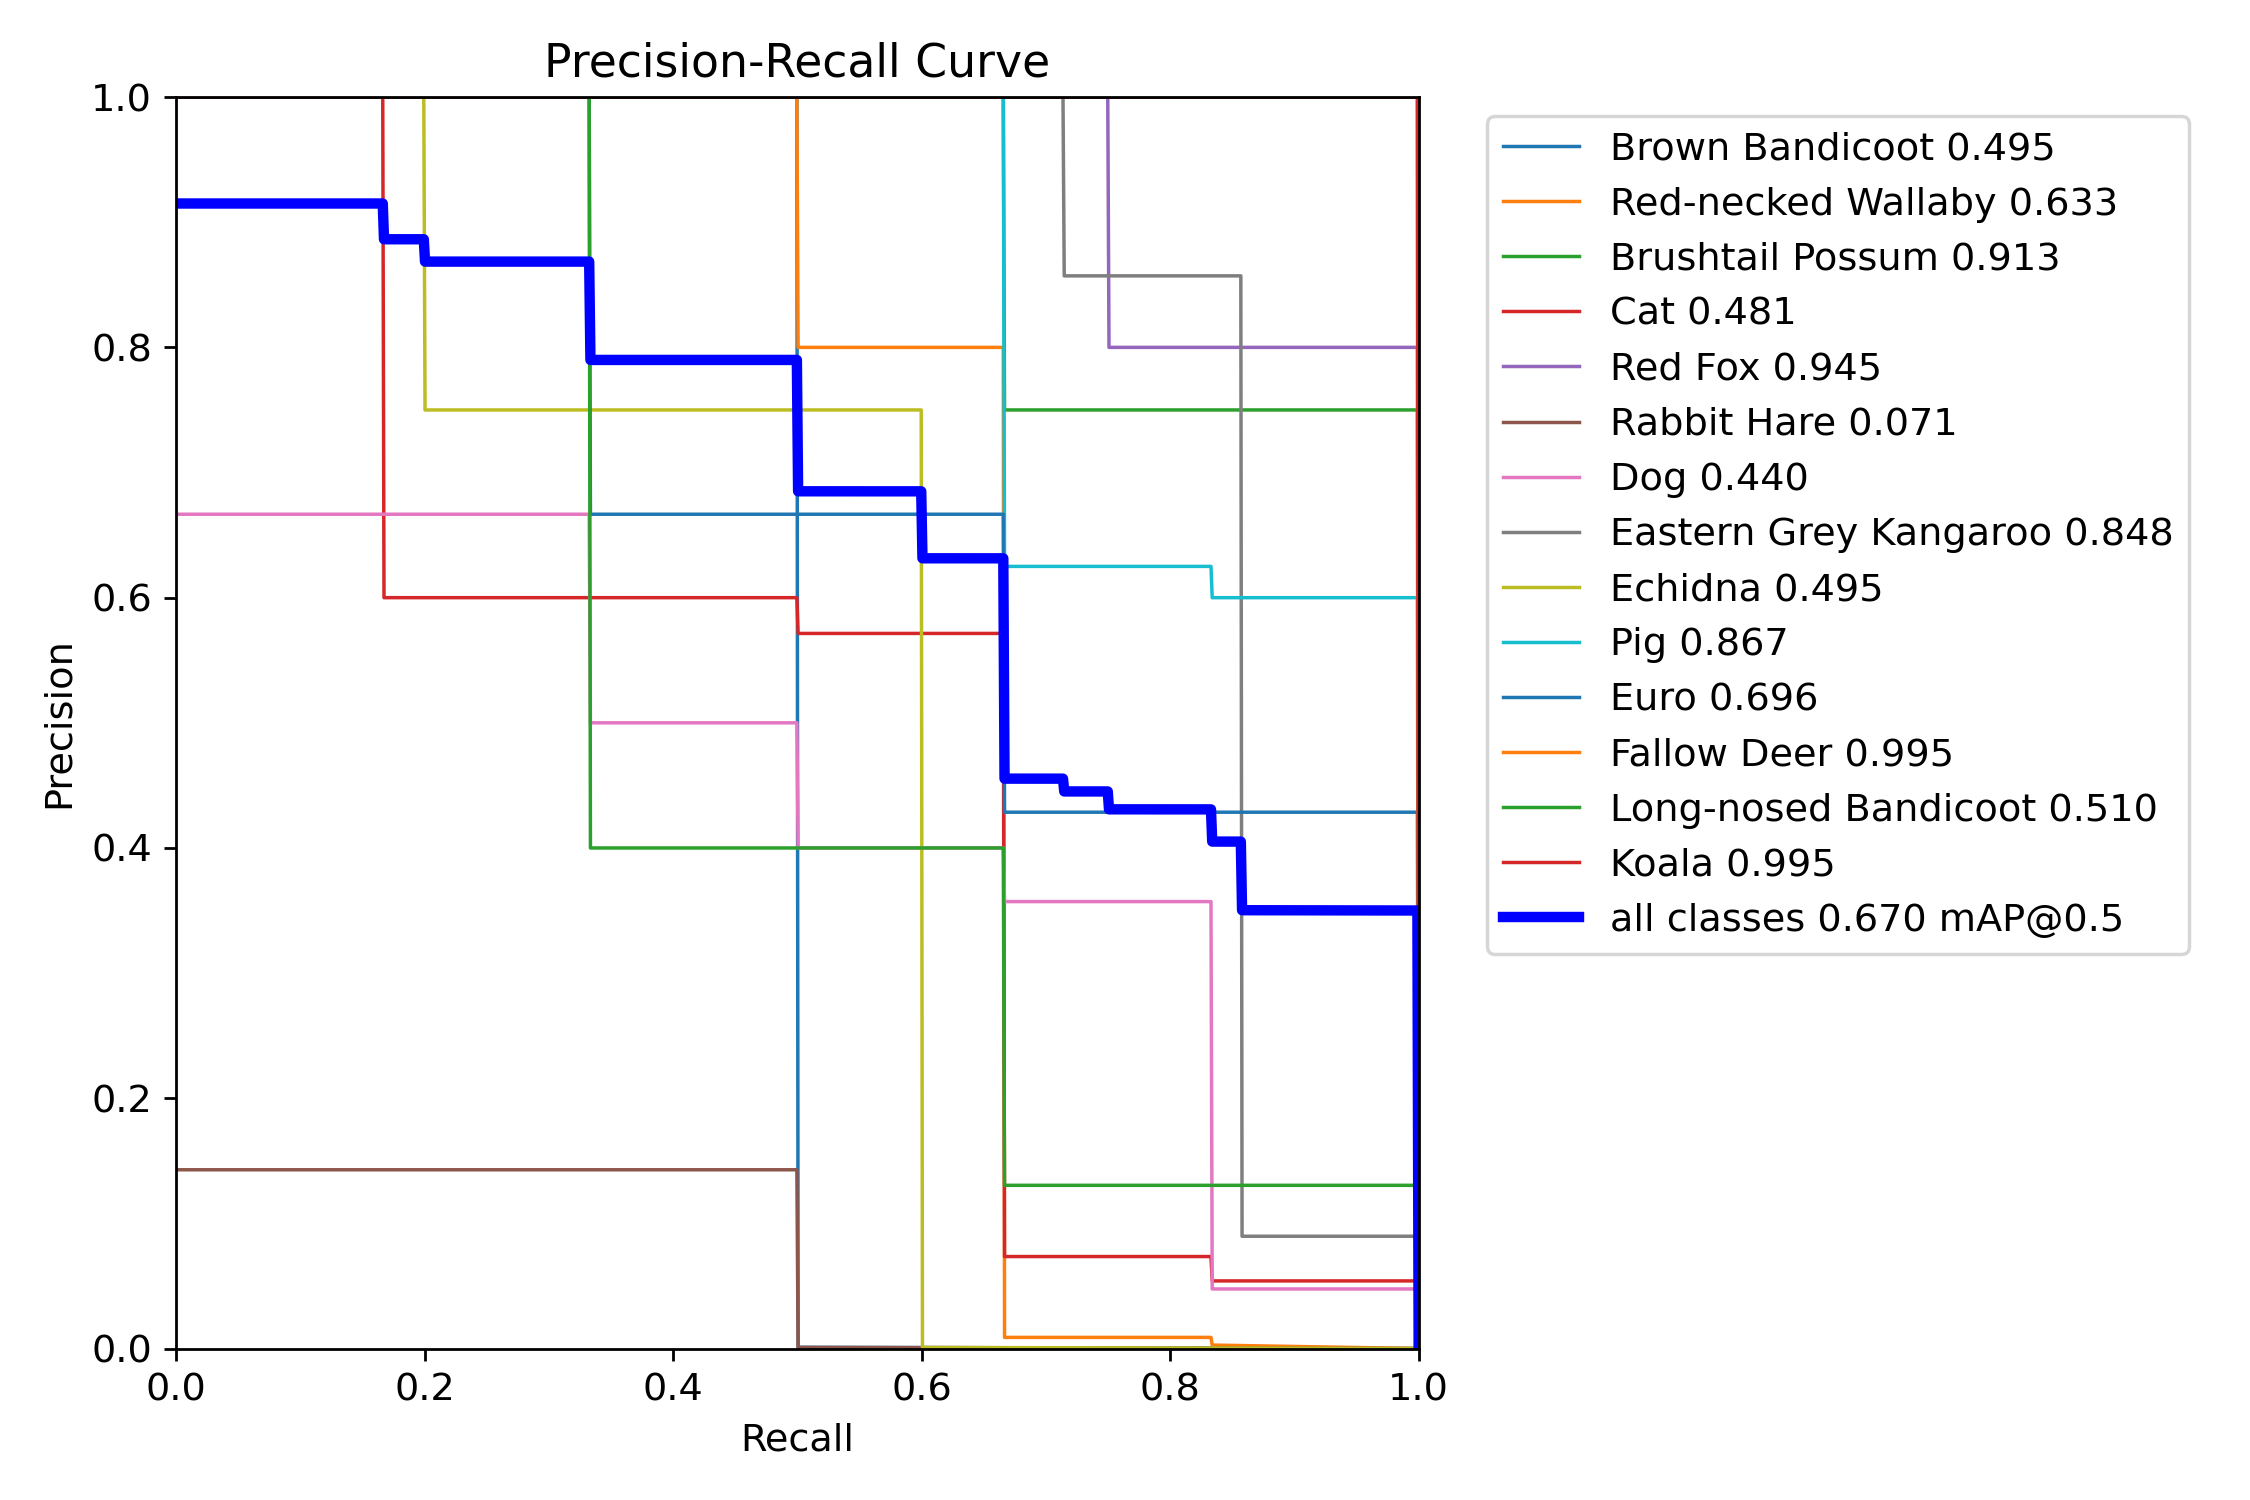 Precision-Recall Curve
1.0
0.8
0.6
0.4
0.2
0.0
Precision
0.0 0.2 0.4 0.6 0.8 1.0
Recall
Brown Bandicoot 0.495
Red-necked Wallaby 0.633
Brushtail Possum 0.913
Cat 0.481
Red Fox 0.945
Rabbit Hare 0.071
Dog 0.440
Eastern Grey Kangaroo 0.848
Echidna 0.495
Pig 0.867
Euro 0.696
Fallow Deer 0.995
Long-nosed Bandicoot 0.510
Koala 0.995
all classes 0.670 mAP@0.5